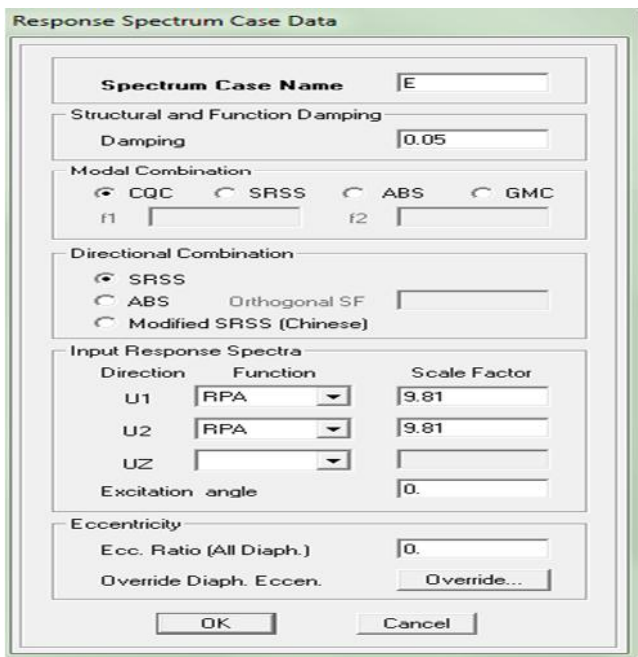 Response Spectrum Case Data
Spectrum Case Name E
Structural and Function Damping
Damping 0.05
Modal Combination
CQC SRSS ABS GMC
f1 f2
Directional Combination
SRSS
ABS Orthogonal SF
Modified SRSS (Chinese)
Input Response Spectra
Direction Function Scale Factor
U1 RPA 9.81
U2 RPA 9.81
UZ
Excitation angle 0.
Eccentricity
Ecc. Ratio (All Diaph.) 0.
Override Diaph. Eccen. Override...
OK Cancel